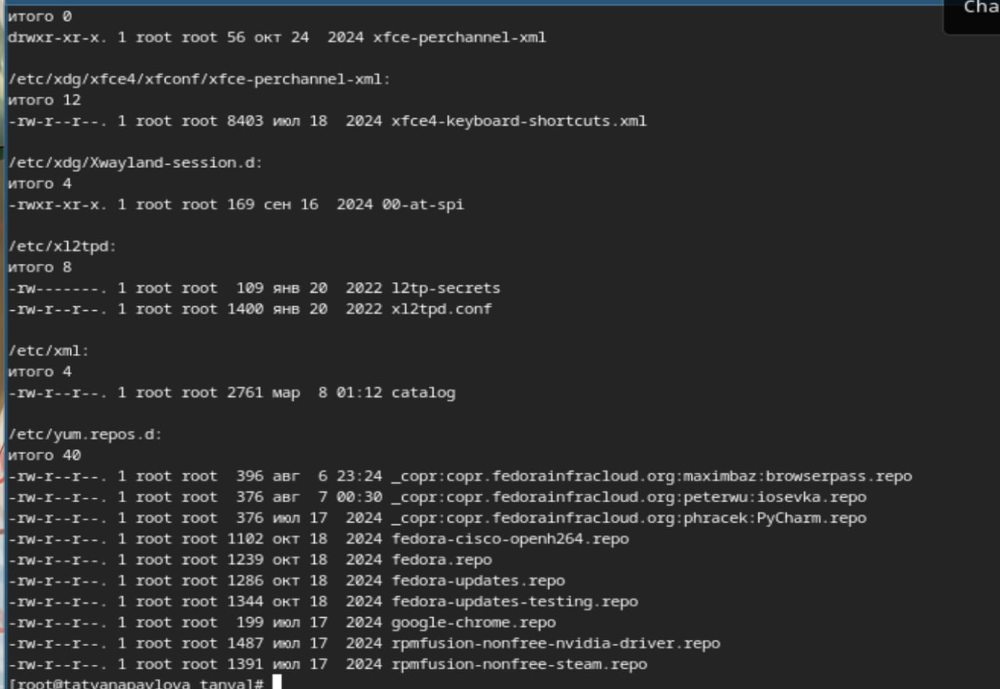 Cha
итого 0
drwxr-xr-x. 1 root root 56 окт 24  2024 xfce-perchannel-xml
/etc/xdg/xfce4/xfconf/xfce-perchannel-xml:
итого 12
-rw-r--r--. 1 root root 8403 июл 18  2024 xfce4-keyboard-shortcuts.xml
/etc/xdg/Xwayland-session.d:
итого 4
-rwxr-xr-x. 1 root root 169 сен 16  2024 00-at-spi
/etc/xl2tpd:
итого 8
-rw-------. 1 root root  109 янв 20  2022 l2tp-secrets
-rw-r--r--. 1 root root 1400 янв 20  2022 xl2tpd.conf
/etc/xml:
итого 4
-rw-r--r--. 1 root root 2761 мар  8 01:12 catalog
/etc/yum.repos.d:
итого 40
-rw-r--r--. 1 root root  396 авг  6 23:24 _copr:copr.fedorainfracloud.org:maximbaz:browserpass.repo
-rw-r--r--. 1 root root  376 авг  7 00:30 _copr:copr.fedorainfracloud.org:peterwu:iosevka.repo
-rw-r--r--. 1 root root  376 июл 17  2024 _copr:copr.fedorainfracloud.org:phracek:PyCharm.repo
-rw-r--r--. 1 root root 1102 окт 18  2024 fedora-cisco-openh264.repo
-rw-r--r--. 1 root root 1239 окт 18  2024 fedora.repo
-rw-r--r--. 1 root root 1286 окт 18  2024 fedora-updates.repo
-rw-r--r--. 1 root root 1344 окт 18  2024 fedora-updates-testing.repo
-rw-r--r--. 1 root root  199 июл 17  2024 google-chrome.repo
-rw-r--r--. 1 root root 1487 июл 17  2024 rpmfusion-nonfree-nvidia-driver.repo
-rw-r--r--. 1 root root 1391 июл 17  2024 rpmfusion-nonfree-steam.repo
[root@tatyanapavlova tanya]#